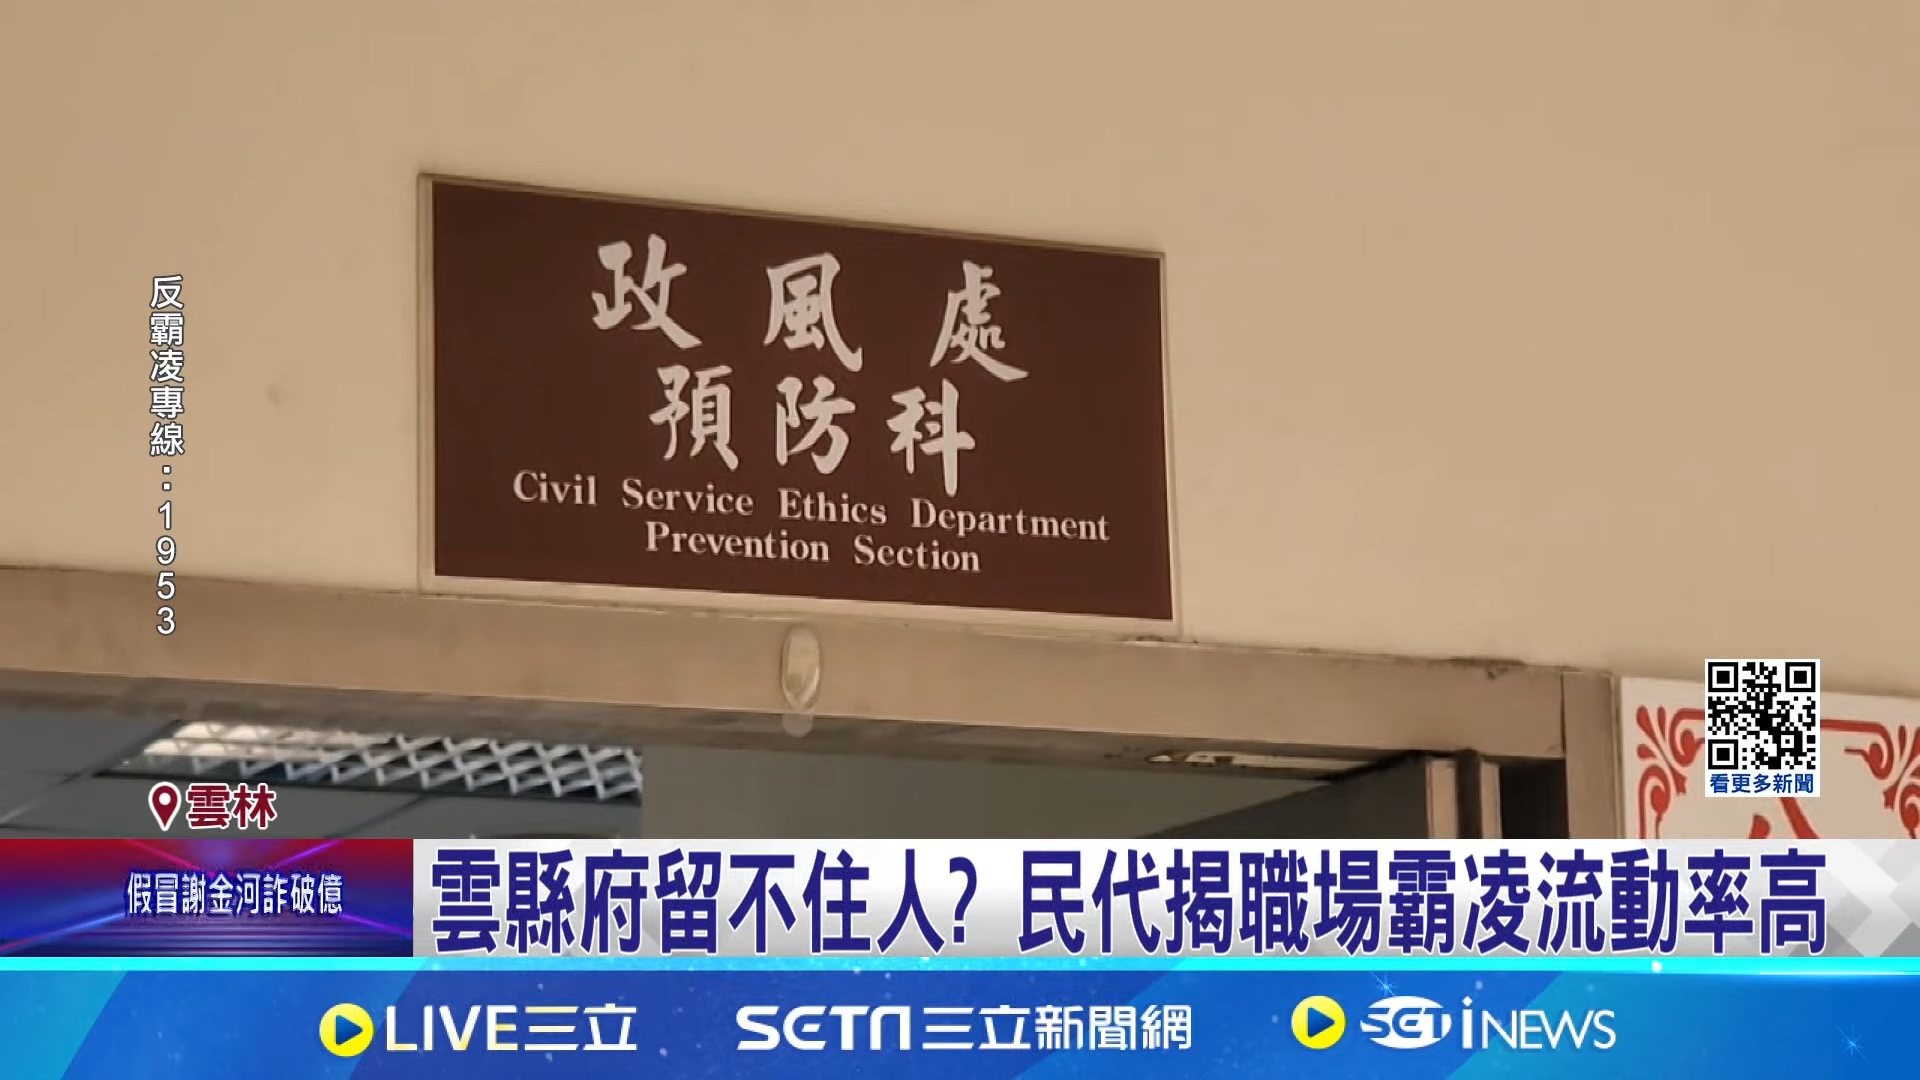 政風處
預防科
Civil Service Ethics Department
Prevention Section
反霸凌專線：1953
看更多新聞
雲林
假冒謝金河詐破億
雲縣府留不住人? 民代揭職場霸凌流動率高
LIVE三立
SETN三立新聞網
SETiNEWS